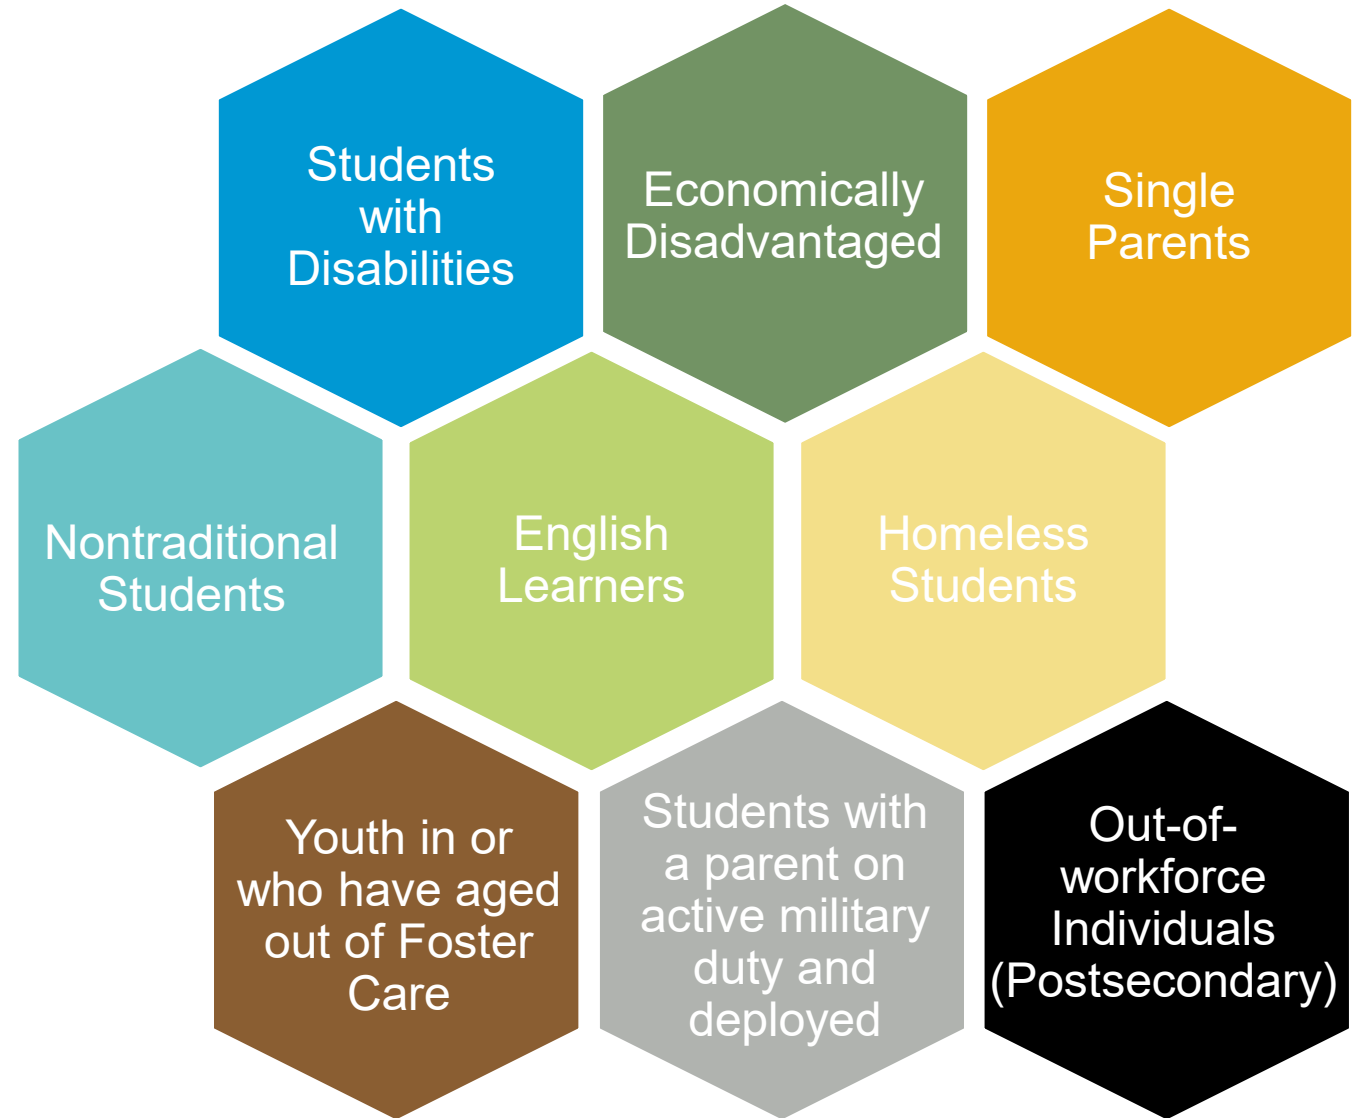 Students
with
Disabilities
Economically
Disadvantaged
Single
Parents
Nontraditional
Students
English
Learners
Homeless
Students
Youth in or
who have aged
out of Foster
Care
Students with
a parent on
active military
duty and
deployed
Out-of-
workforce
Individuals
(Postsecondary)